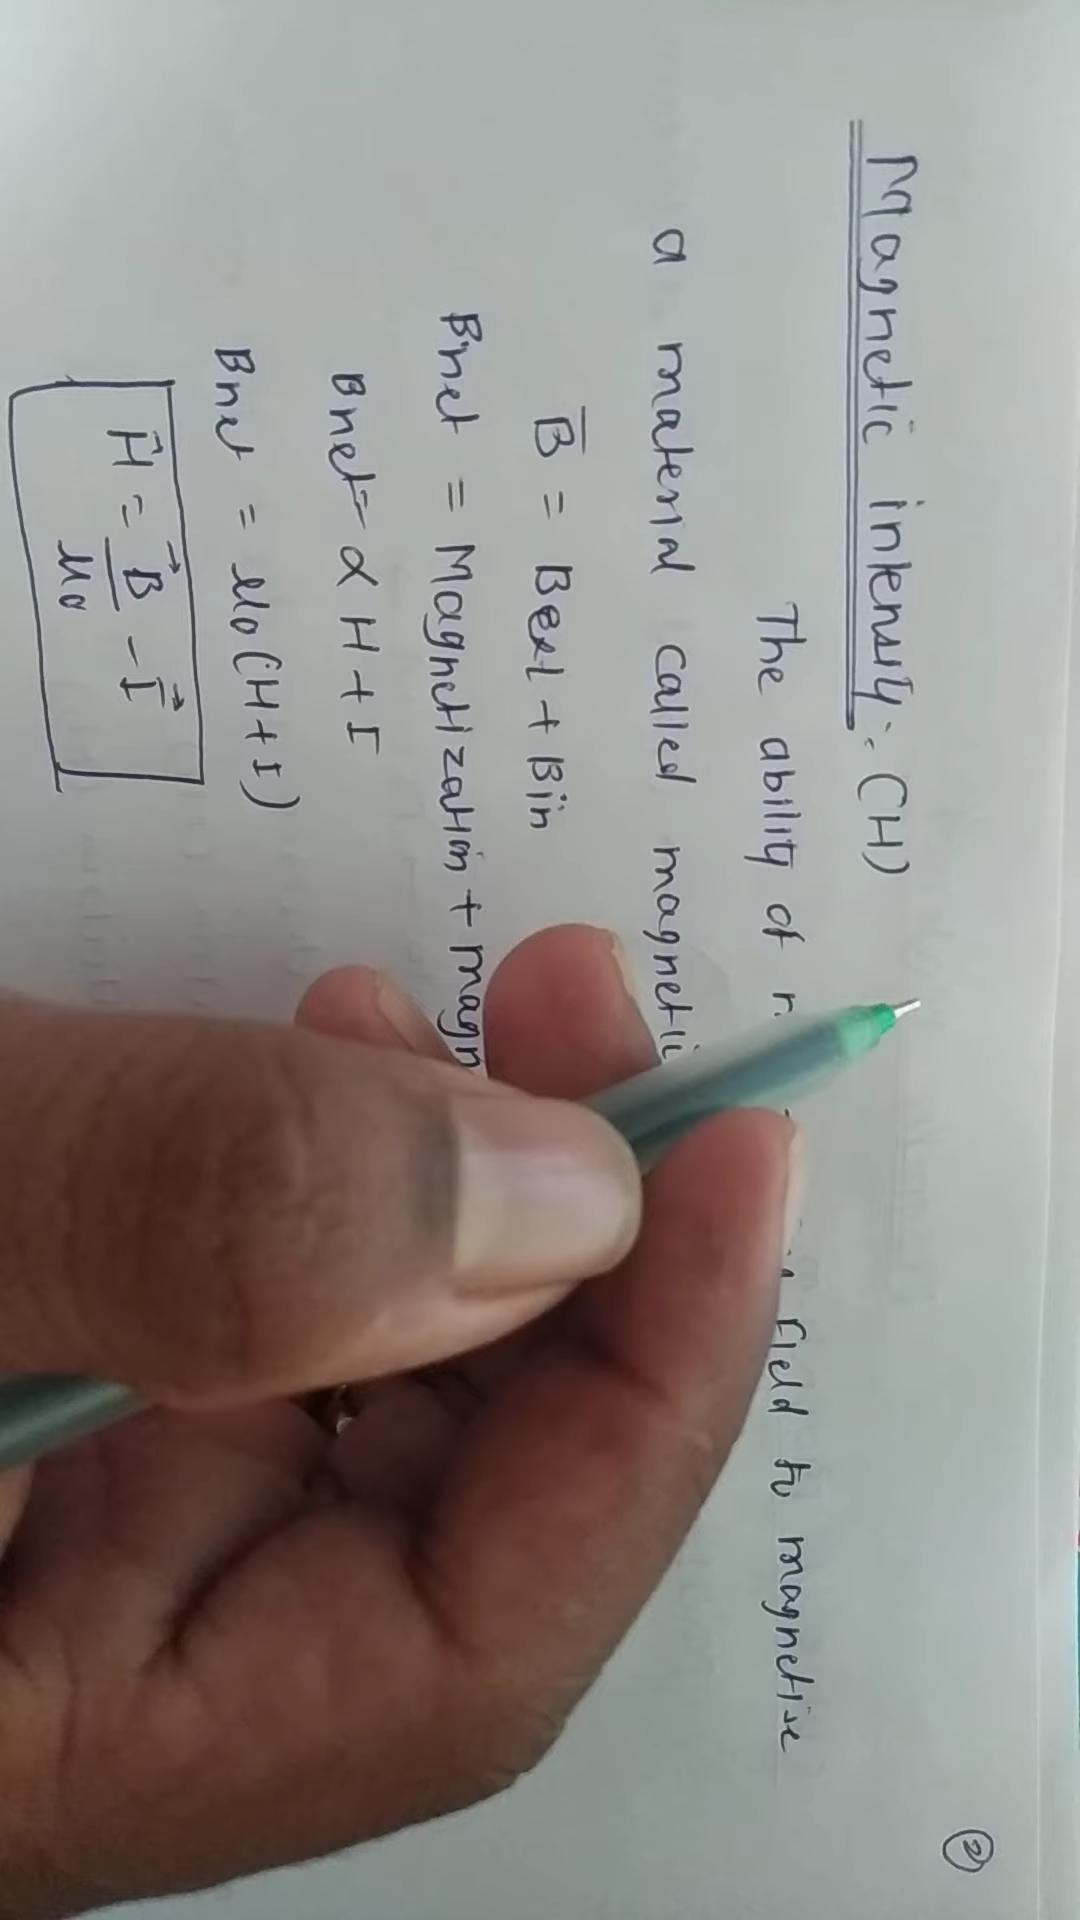 Magnetic intensity:- (H)
The ability of field to magnetise
a material called magneti
B̅ = Bext + Bin
Bnet = Magnetization + magn
Bnet ∝ H + I
Bnet = μ0(H+I)
H⃗ = B⃗/μ0 - I⃗
2